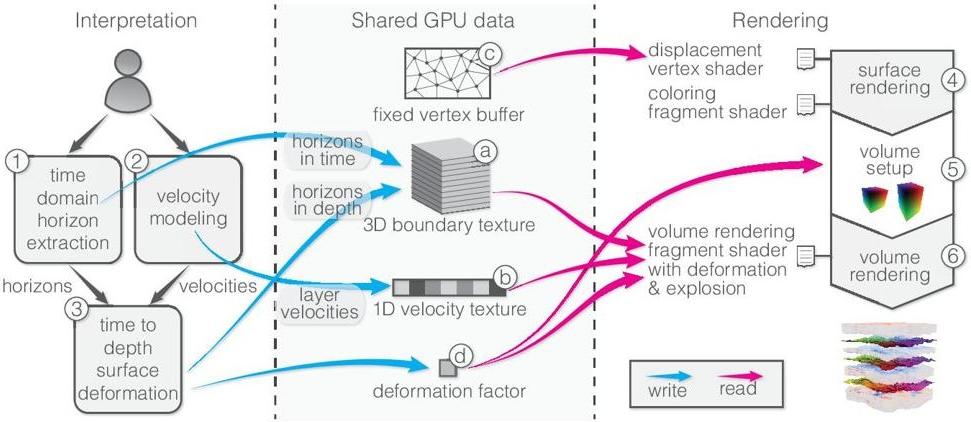 Interpretation
Shared GPU data
Rendering
1
time
domain
horizon
extraction
2
velocity
modeling
horizons
velocities
3
time to
depth
surface
deformation
c
fixed vertex buffer
horizons
in time
horizons
in depth
a
3D boundary texture
layer
velocities
b
1D velocity texture
d
deformation factor
displacement
vertex shader
coloring
fragment shader
volume rendering
fragment shader
with deformation
& explosion
surface
rendering
4
volume
setup
5
volume
rendering
6
write
read